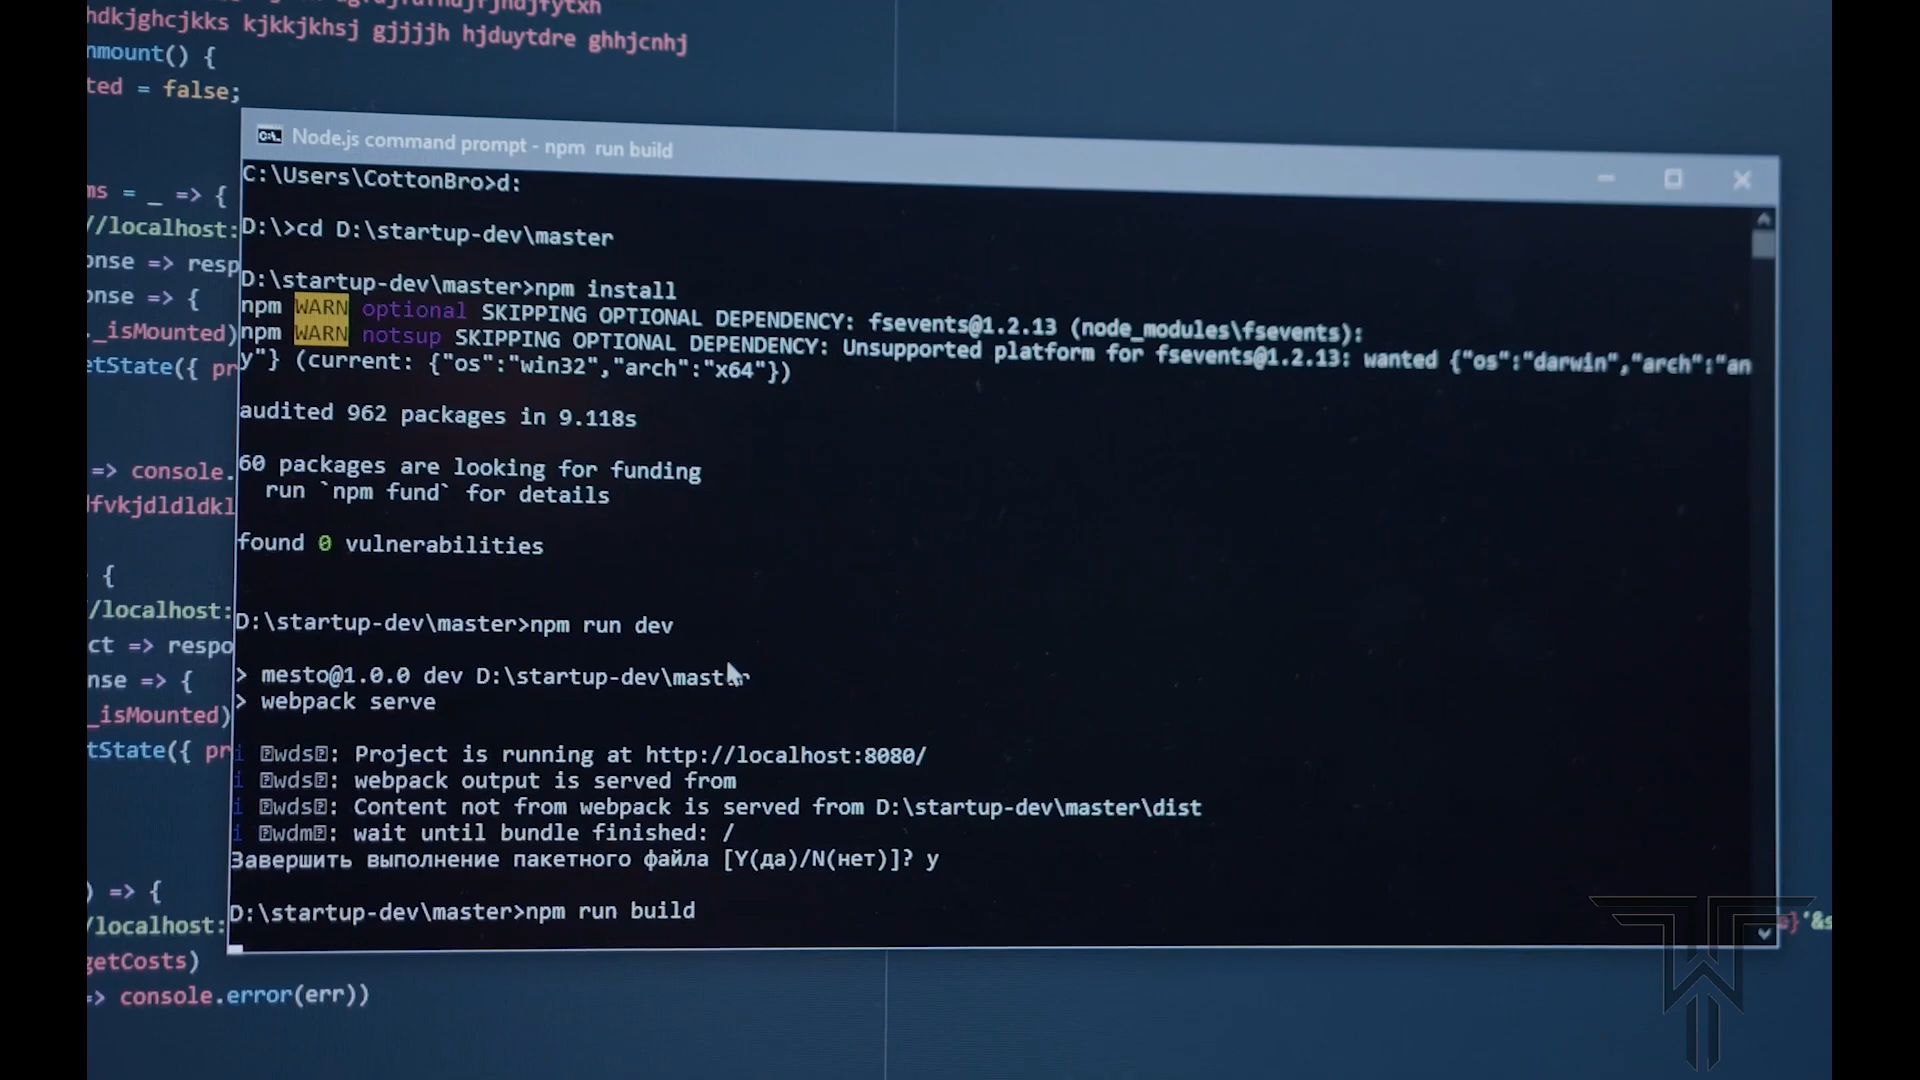 hdkjghcjkks kjkkjkhsj gjjjjh hjduytdre ghhjcnhj
nmount() {
ted = false;
Node.js command prompt - npm run build
C:\Users\CottonBro>d:
ms = _ => {
//localhost:
D:\>cd D:\startup-dev\master
onse => resp
D:\startup-dev\master>npm install
onse => {
npm WARN optional SKIPPING OPTIONAL DEPENDENCY: fsevents@1.2.13 (node_modules\fsevents):
_isMounted)
npm WARN notsup SKIPPING OPTIONAL DEPENDENCY: Unsupported platform for fsevents@1.2.13: wanted {"os":"darwin","arch":"an
etState({ pr
y"} (current: {"os":"win32","arch":"x64"})
audited 962 packages in 9.118s
=> console.
60 packages are looking for funding
run `npm fund` for details
dfvkjdldldkl
found 0 vulnerabilities
{
/localhost:
D:\startup-dev\master>npm run dev
ct => respo
nse => {
> mesto@1.0.0 dev D:\startup-dev\master
> webpack serve
_isMounted)
tState({ pr
i ⍰wds⍰: Project is running at http://localhost:8080/
i ⍰wds⍰: webpack output is served from
i ⍰wds⍰: Content not from webpack is served from D:\startup-dev\master\dist
i ⍰wdm⍰: wait until bundle finished: /
Завершить выполнение пакетного файла [Y(да)/N(нет)]? y
) => {
D:\startup-dev\master>npm run build
/localhost:
getCosts)
=> console.error(err))